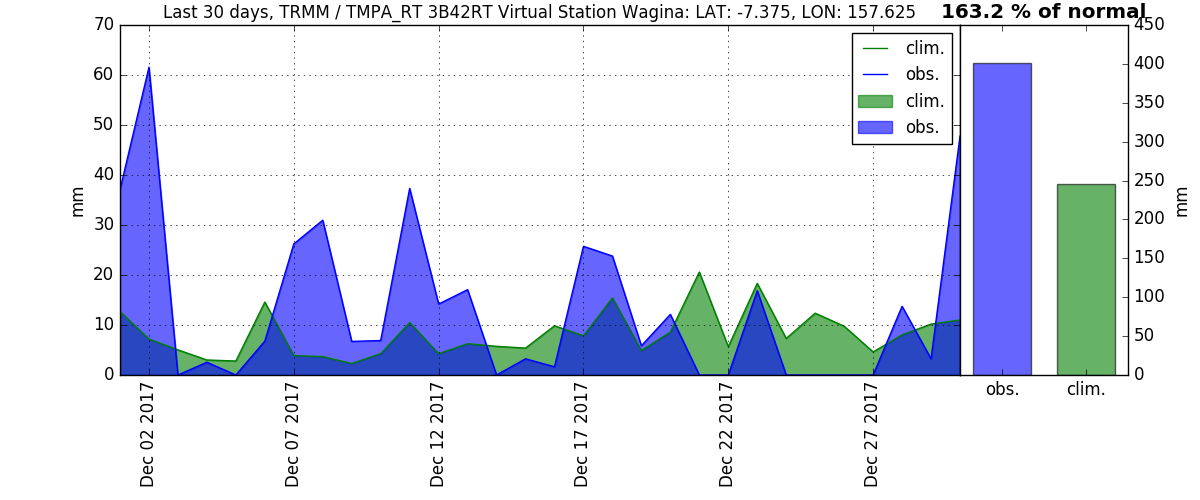 Last 30 days, TRMM / TMPA_RT 3B42RT Virtual Station Wagina: LAT: -7.375, LON: 157.625
163.2 % of normal
70
60
50
40
30
20
10
0
mm
clim.
obs.
clim.
obs.
450
400
350
300
250
200
150
100
50
0
mm
obs.
clim.
Dec 02 2017
Dec 07 2017
Dec 12 2017
Dec 17 2017
Dec 22 2017
Dec 27 2017